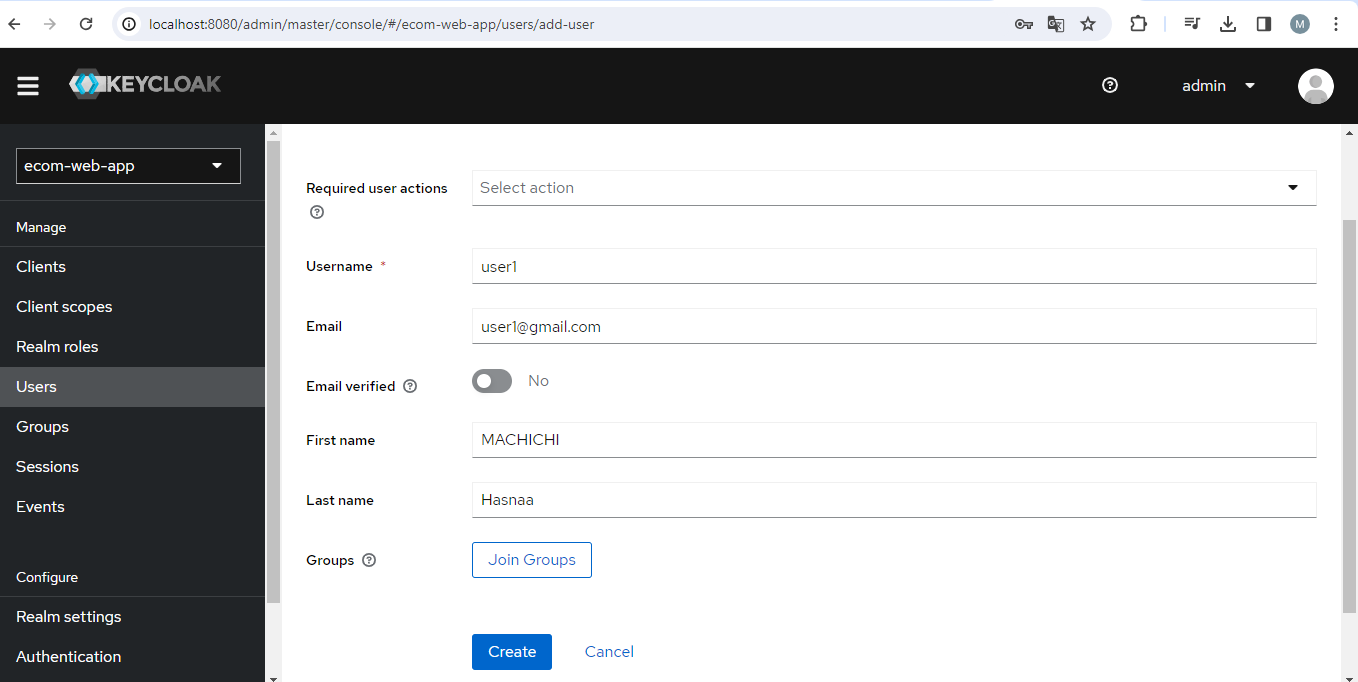 localhost:8080/admin/master/console/#/ecom-web-app/users/add-user
M
KEYCLOAK
admin
ecom-web-app
Manage
Clients
Client scopes
Realm roles
Users
Groups
Sessions
Events
Configure
Realm settings
Authentication
Required user actions
Select action
Username *
user1
Email
user1@gmail.com
Email verified
No
First name
MACHICHI
Last name
Hasnaa
Groups
Join Groups
Create
Cancel